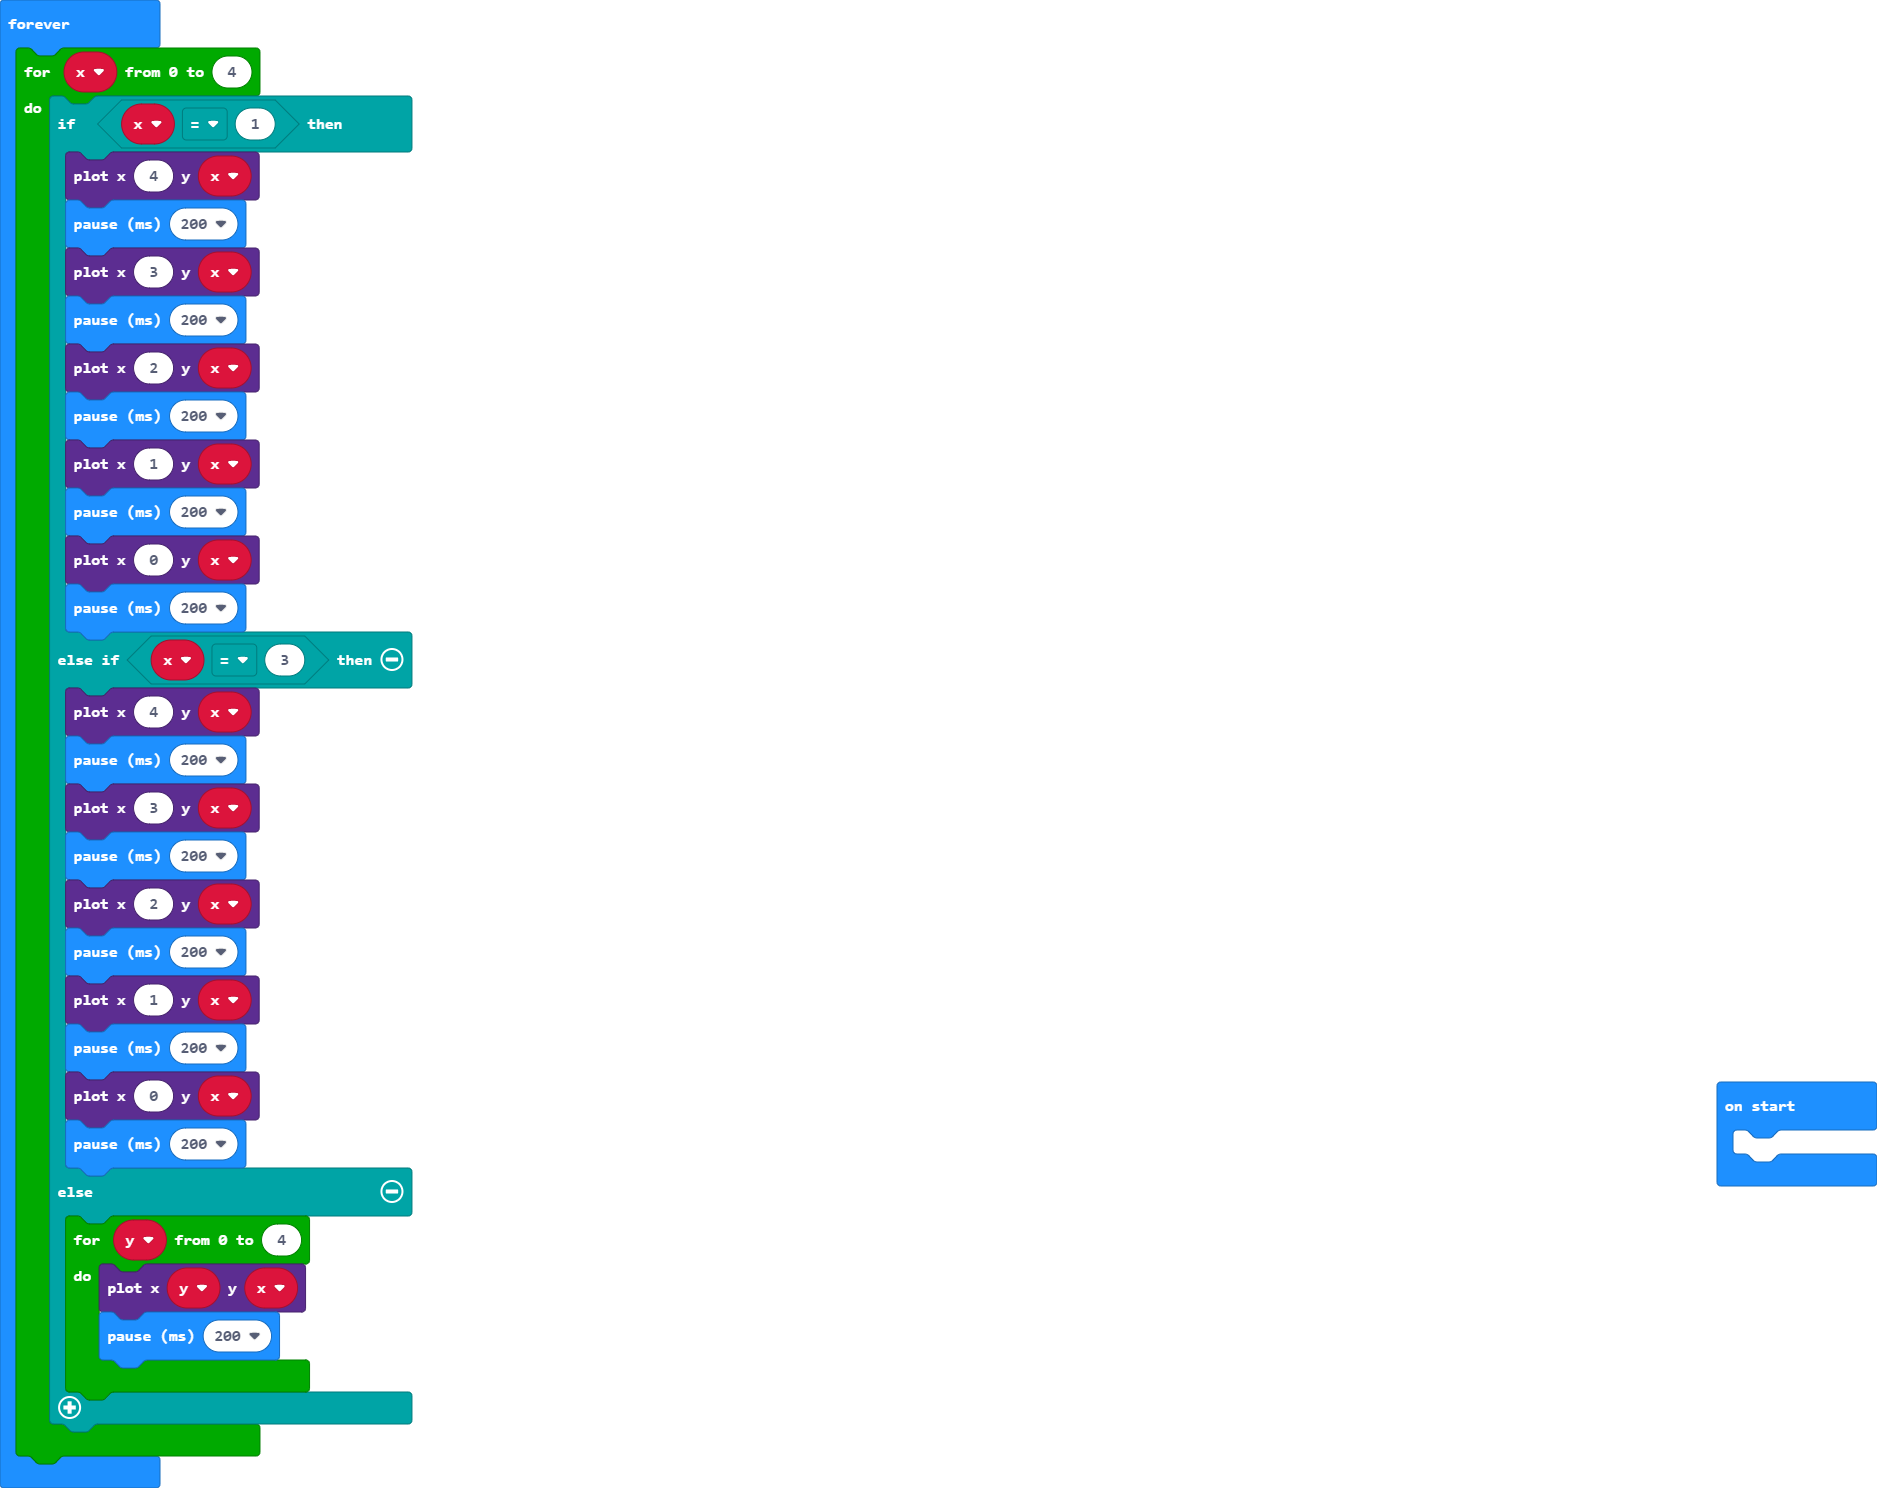 forever
for x from 0 to 4
do
if x = 1 then
plot x 4 y x
pause (ms) 200
plot x 3 y x
pause (ms) 200
plot x 2 y x
pause (ms) 200
plot x 1 y x
pause (ms) 200
plot x 0 y x
pause (ms) 200
else if x = 3 then
plot x 4 y x
pause (ms) 200
plot x 3 y x
pause (ms) 200
plot x 2 y x
pause (ms) 200
plot x 1 y x
pause (ms) 200
plot x 0 y x
pause (ms) 200
else
for y from 0 to 4
do
plot x y y x
pause (ms) 200
on start